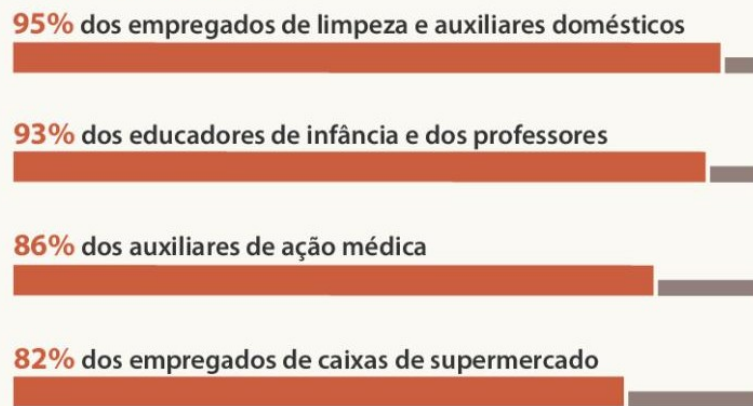 95% dos empregados de limpeza e auxiliares domésticos
93% dos educadores de infância e dos professores
86% dos auxiliares de ação médica
82% dos empregados de caixas de supermercado